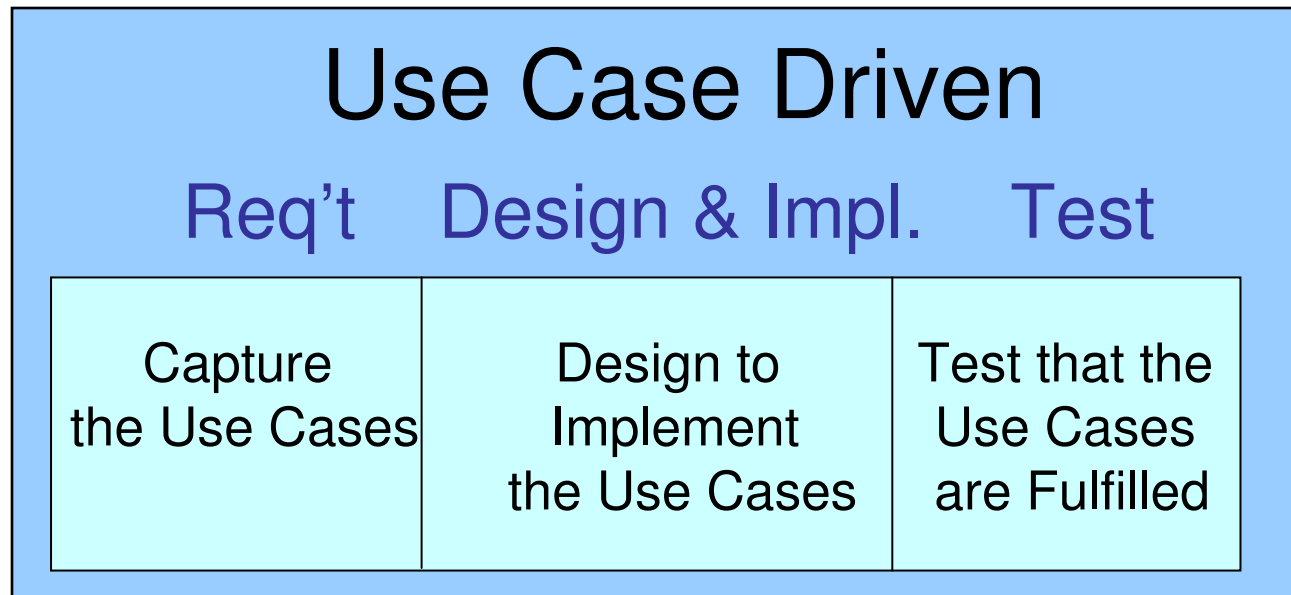 Use Case Driven
Req’t Design & Impl. Test
Capture
the Use Cases
Design to
Implement
the Use Cases
Test that the
Use Cases
are Fulfilled